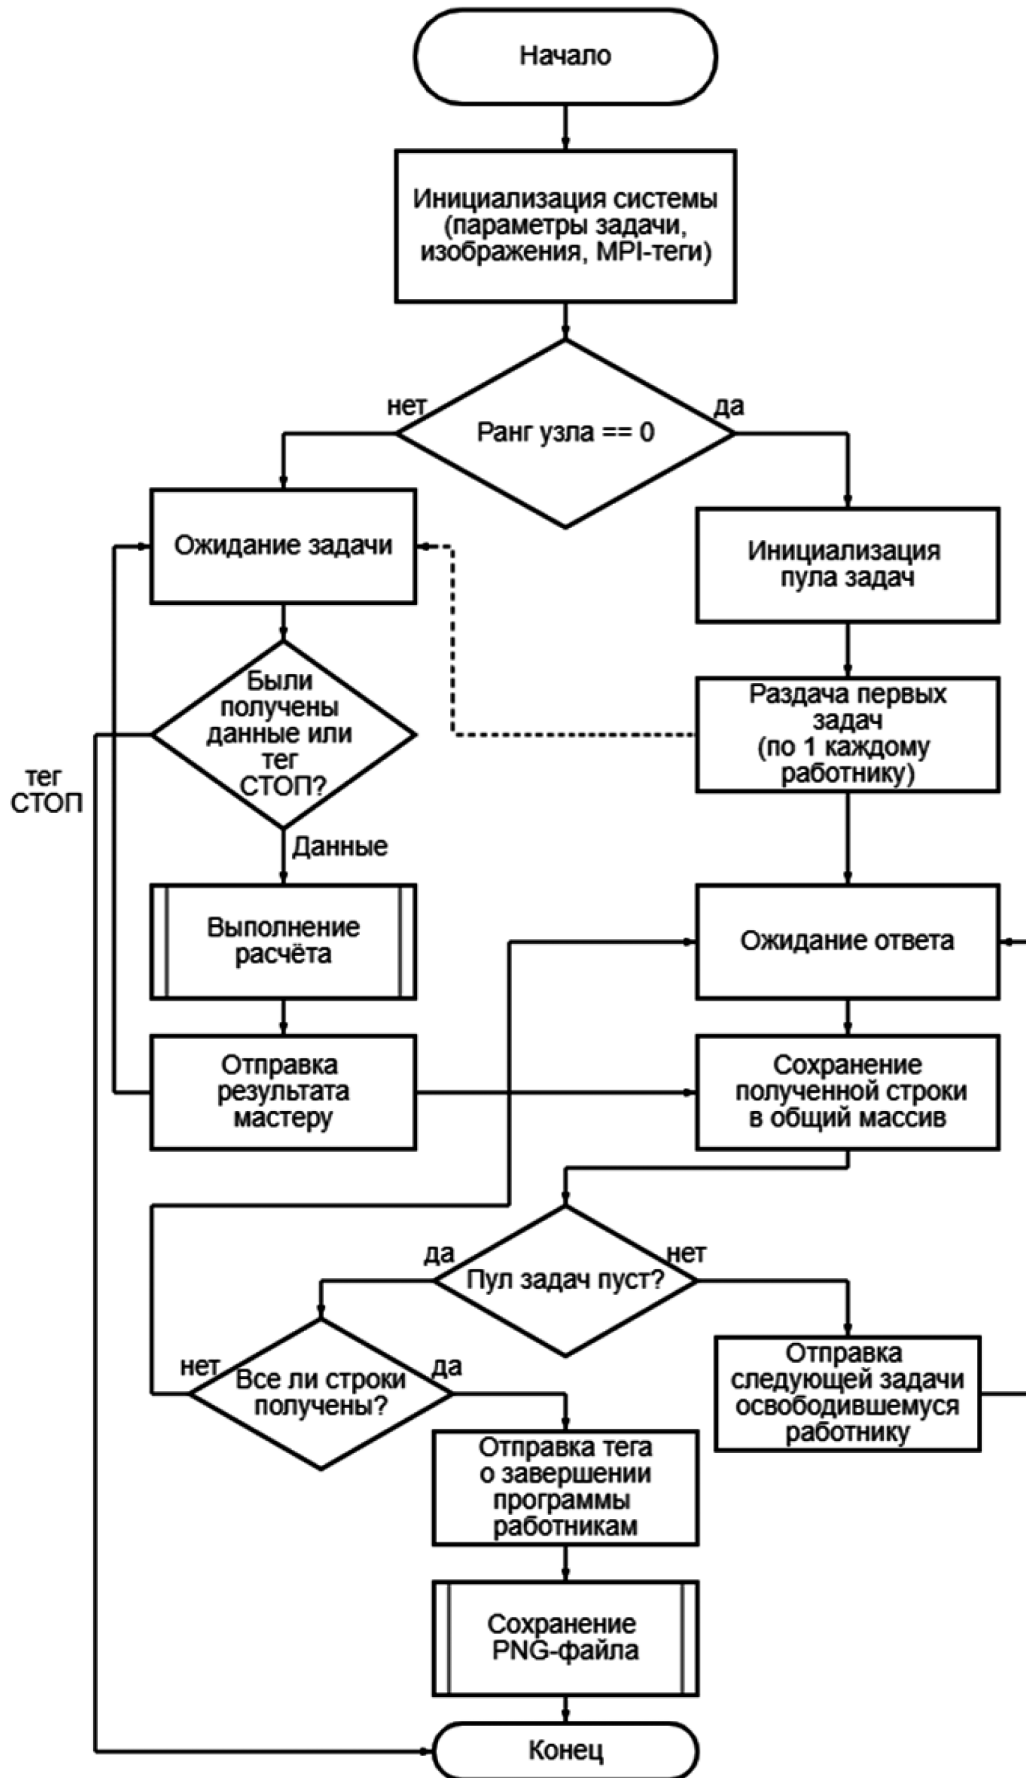 Начало
Инициализация системы
(параметры задачи,
изображения, MPI-теги)
нет
да
Ранг узла == 0
Ожидание задачи
Инициализация
пула задач
Были
получены
данные или
тег
СТОП?
Раздача первых
задач
(по 1 каждому
работнику)
тег
СТОП
Данные
Выполнение
расчёта
Ожидание ответа
Отправка
результата
мастеру
Сохранение
полученной строки
в общий массив
да
нет
Пул задач пуст?
нет
да
Все ли строки
получены?
Отправка
следующей задачи
освободившемуся
работнику
Отправка тега
о завершении
программы
работникам
Сохранение
PNG-файла
Конец